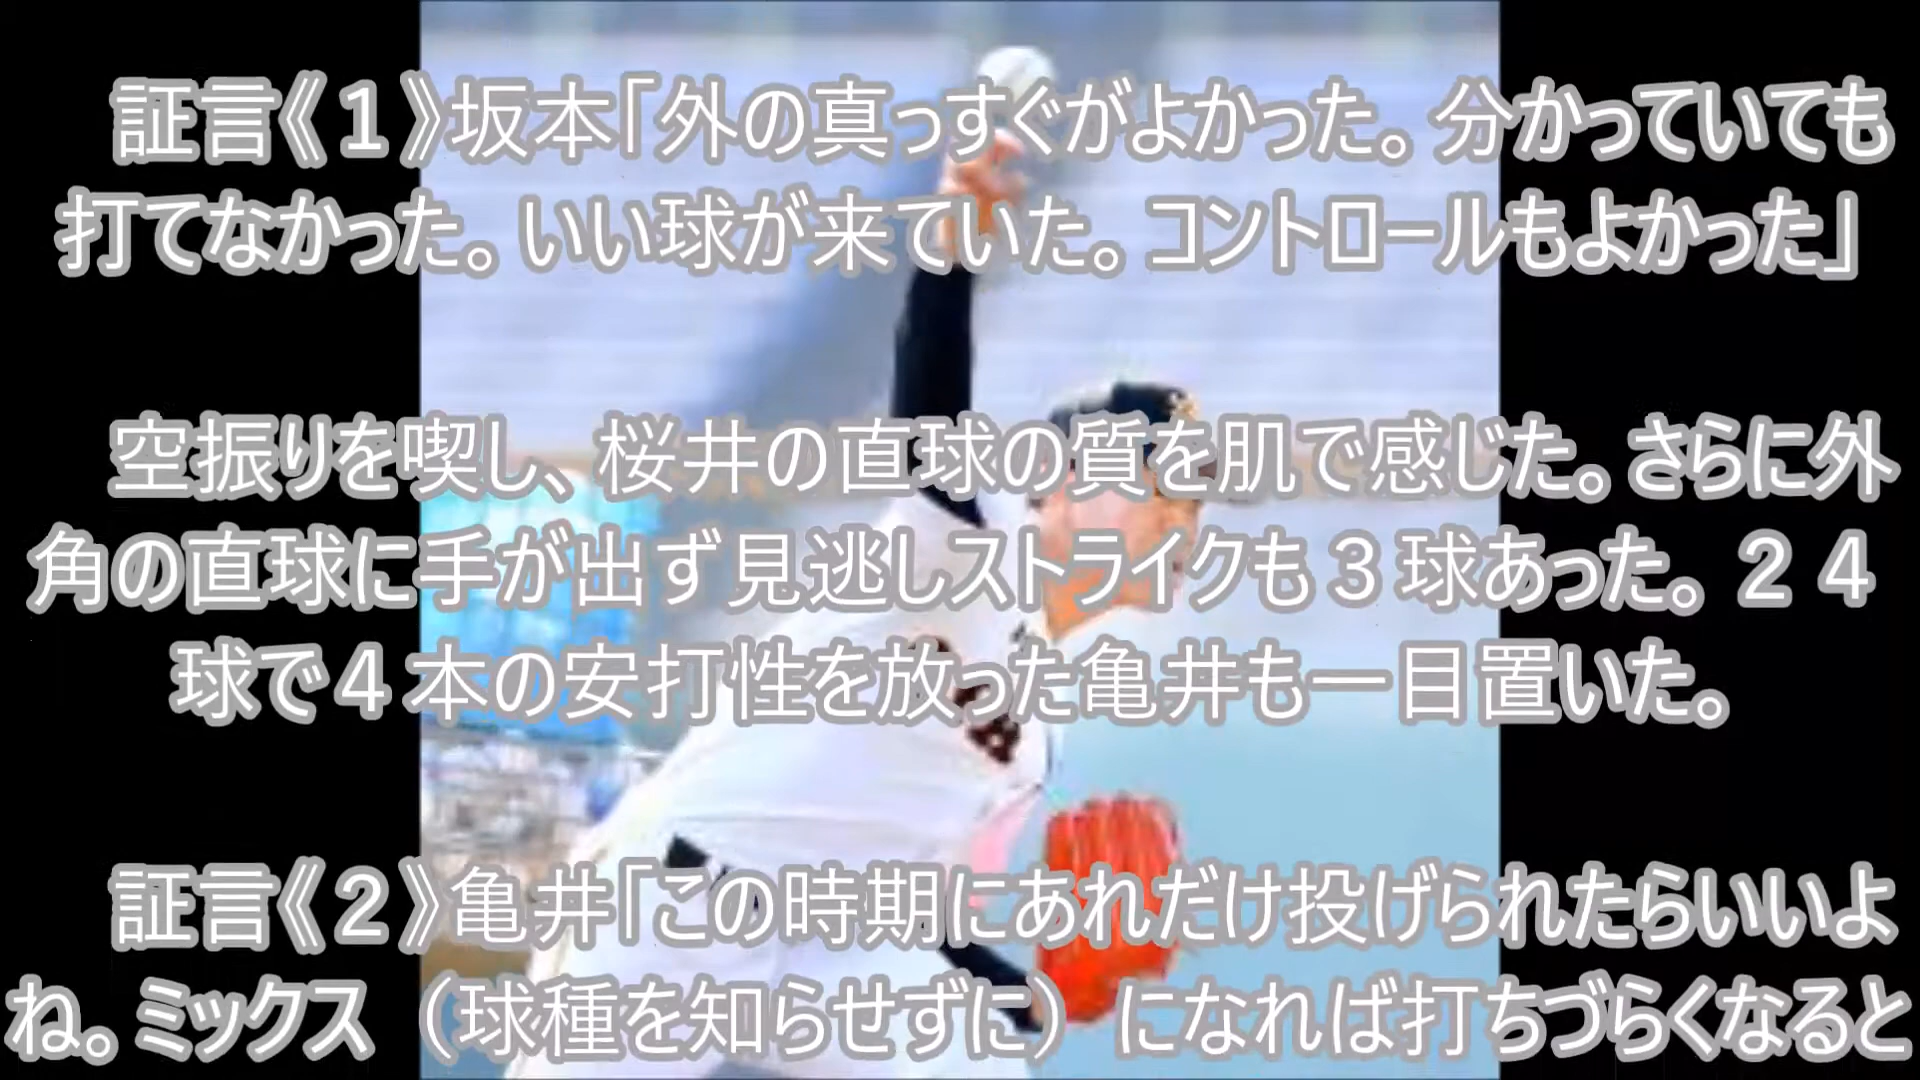 証言《１》坂本「外の真っすぐがよかった。分かっていても
打てなかった。いい球が来ていた。コントロールもよかった」
空振りを喫し、桜井の直球の質を肌で感じた。さらに外
角の直球に手が出ず見逃しストライクも３球あった。２４
球で４本の安打性を放った亀井も一目置いた。
証言《２》亀井「この時期にあれだけ投げられたらいいよ
ね。ミックス（球種を知らせずに）になれば打ちづらくなると